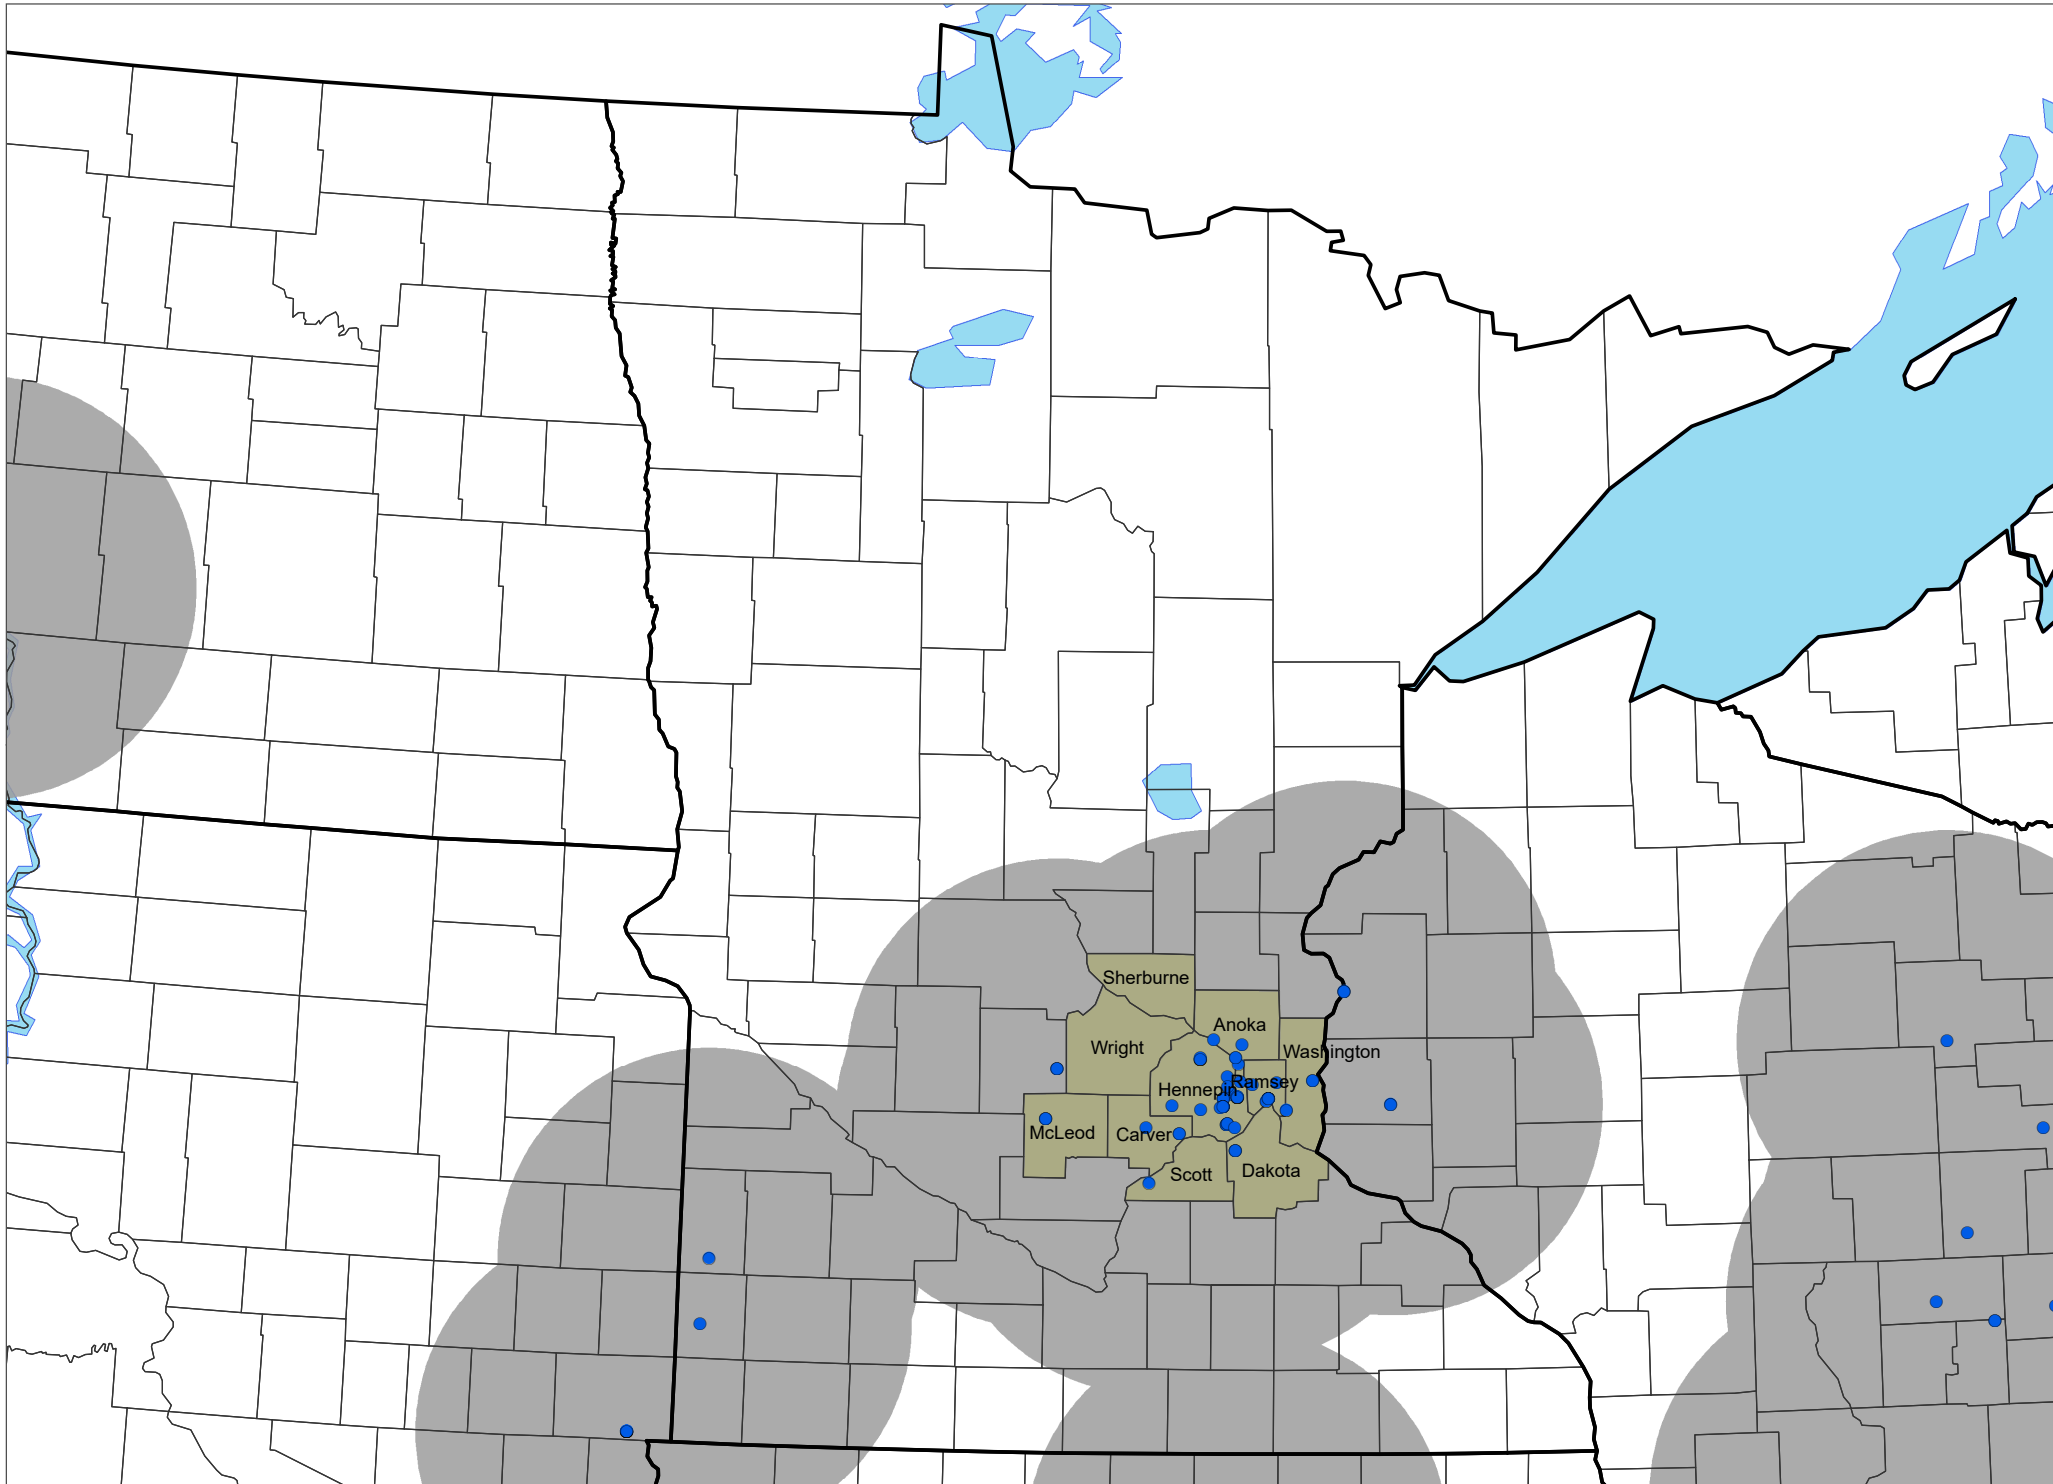 Sherburne
Anoka
Wright
Washington
Hennepin
Ramsey
McLeod
Carver
Scott
Dakota